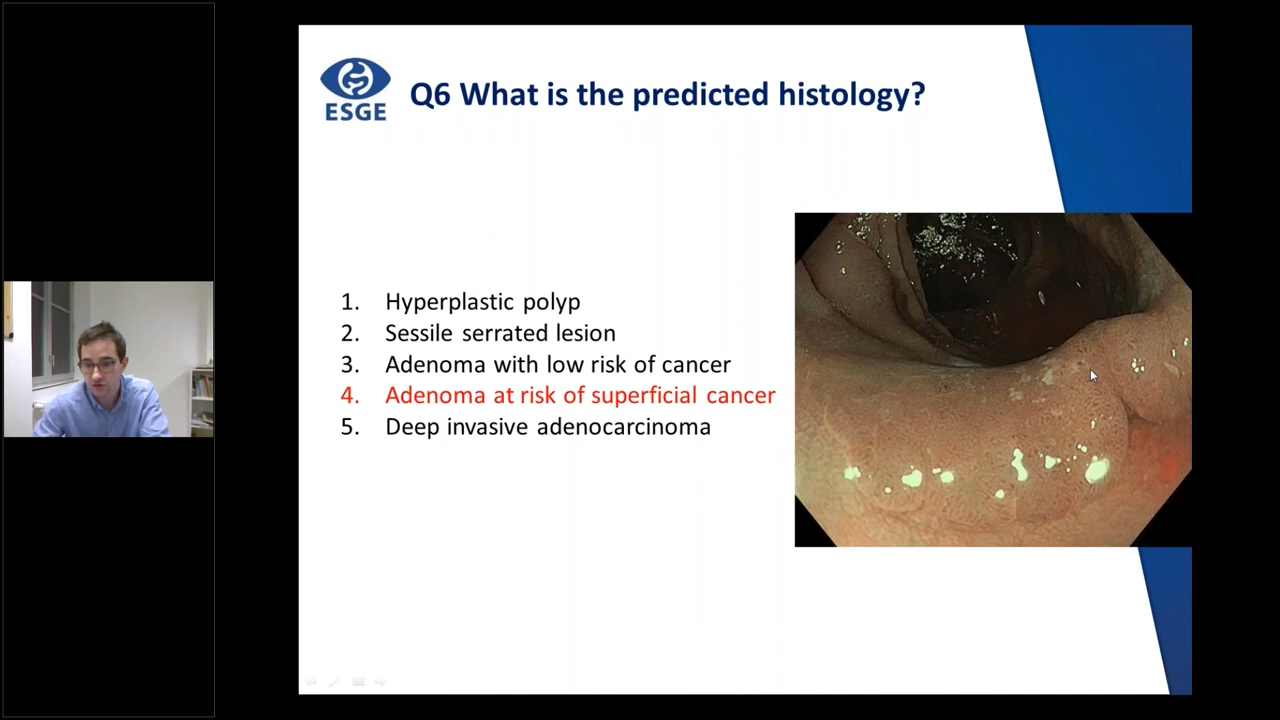 ESGE
Q6 What is the predicted histology?
1. Hyperplastic polyp
2. Sessile serrated lesion
3. Adenoma with low risk of cancer
4. Adenoma at risk of superficial cancer
5. Deep invasive adenocarcinoma